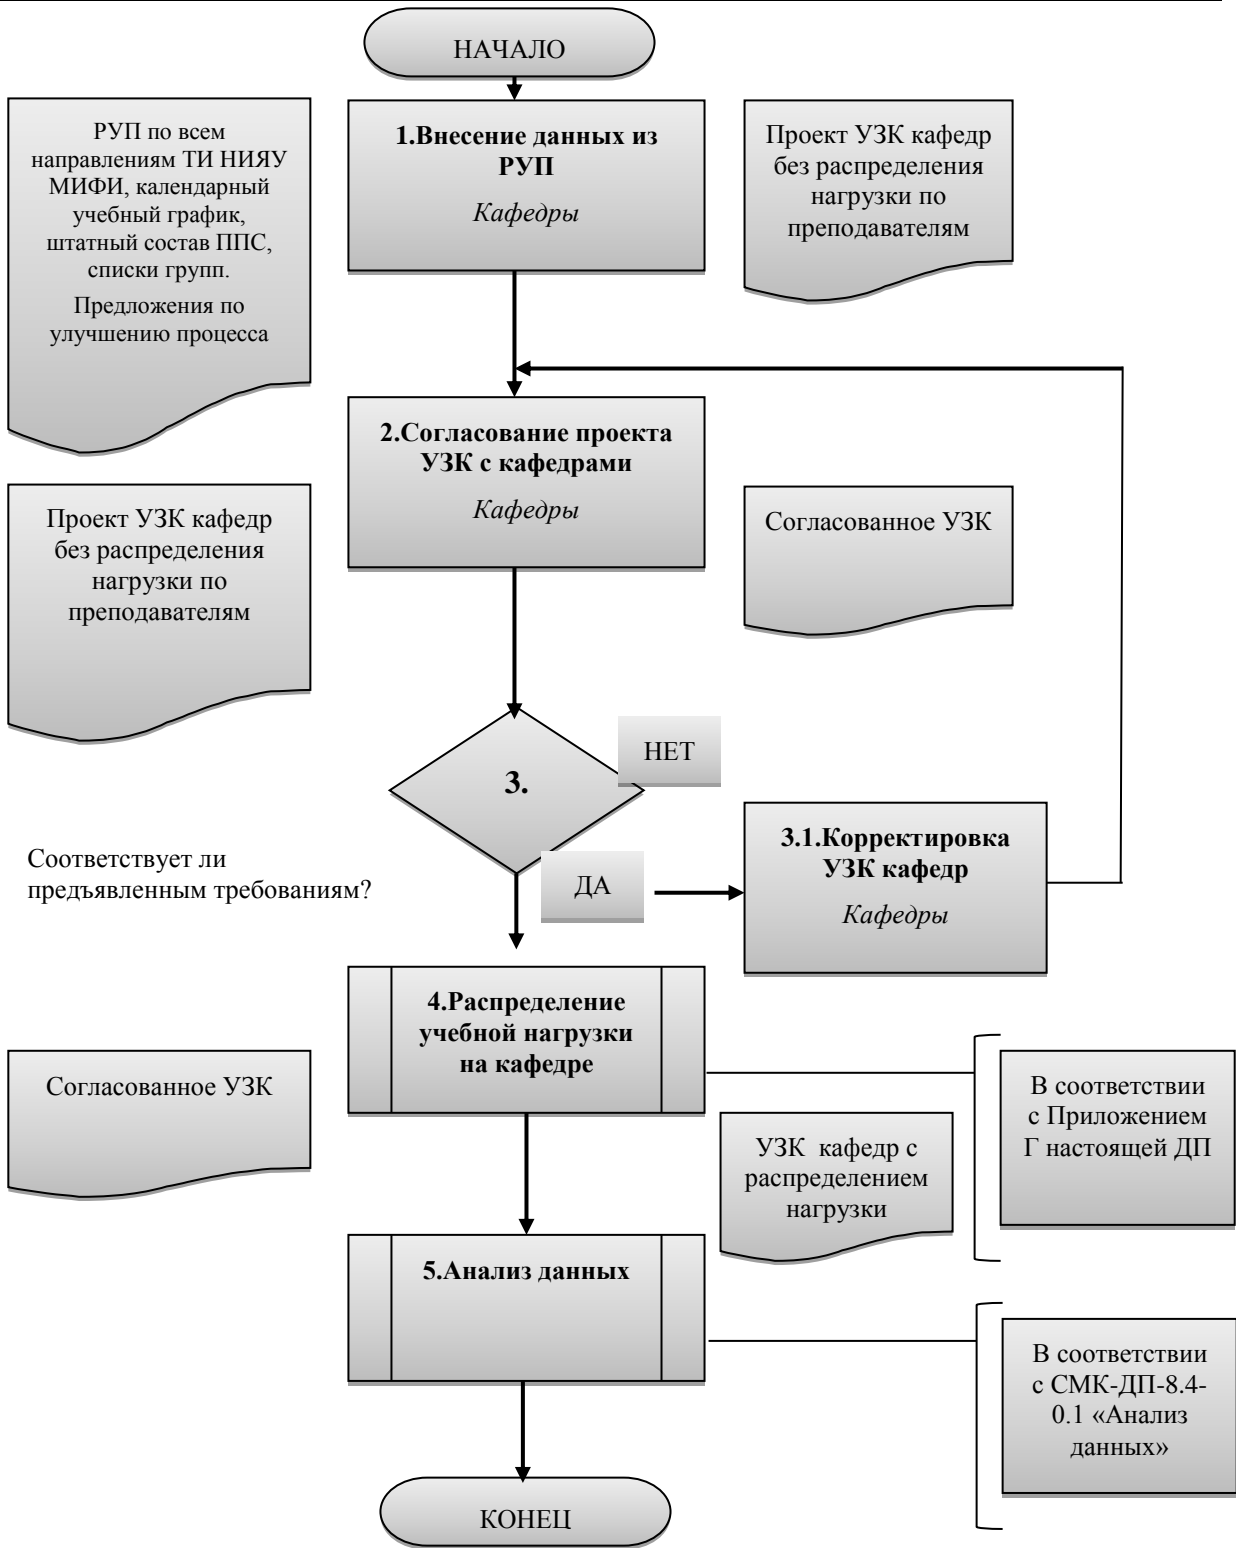 НАЧАЛО
РУП по всем
направлениям ТИ НИЯУ
МИФИ, календарный
учебный график,
штатный состав ППС,
списки групп.
Предложения по
улучшению процесса
1.Внесение данных из
РУП
Кафедры
Проект УЗК кафедр
без распределения
нагрузки по
преподавателям
2.Согласование проекта
УЗК с кафедрами
Кафедры
Проект УЗК кафедр
без распределения
нагрузки по
преподавателям
Согласованное УЗК
3.
НЕТ
Соответствует ли
предъявленным требованиям?
ДА
3.1.Корректировка
УЗК кафедр
Кафедры
4.Распределение
учебной нагрузки
на кафедре
Согласованное УЗК
В соответствии
с Приложением
Г настоящей ДП
УЗК кафедр с
распределением
нагрузки
5.Анализ данных
В соответствии
с СМК-ДП-8.4-
0.1 «Анализ
данных»
КОНЕЦ